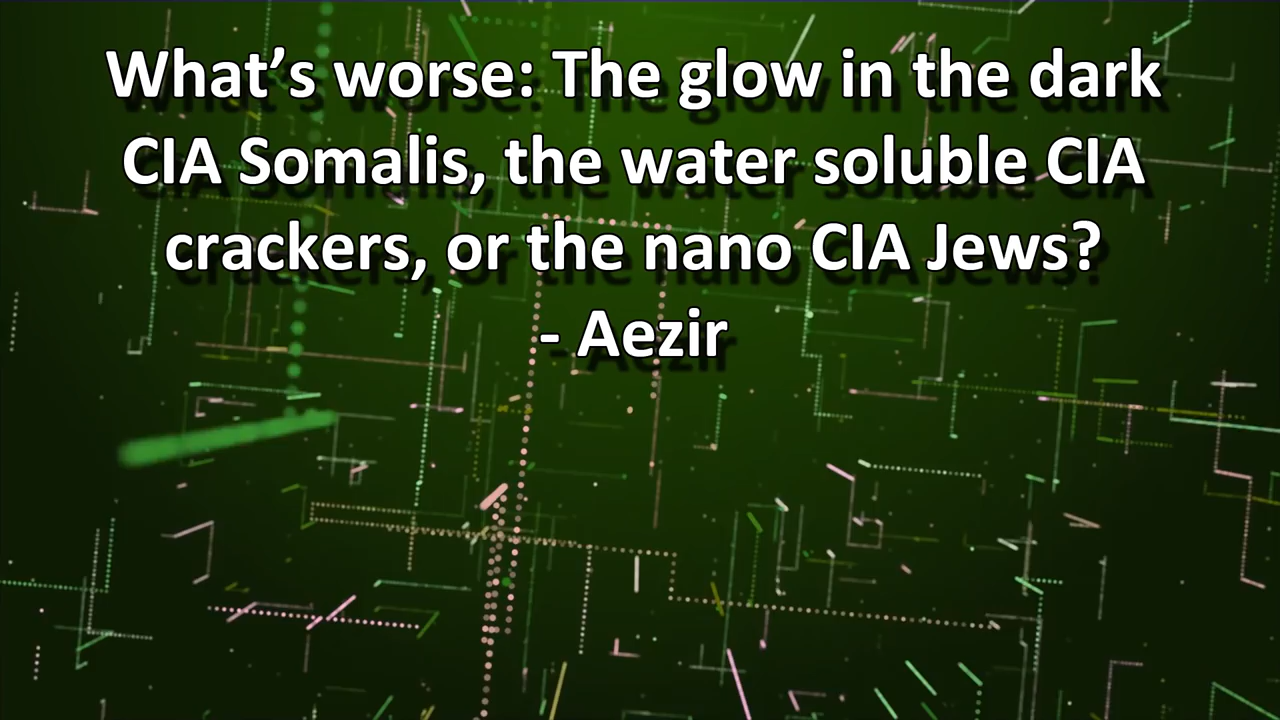 What’s worse: The glow in the dark
CIA Somalis, the water soluble CIA
crackers, or the nano CIA Jews?
- Aezir